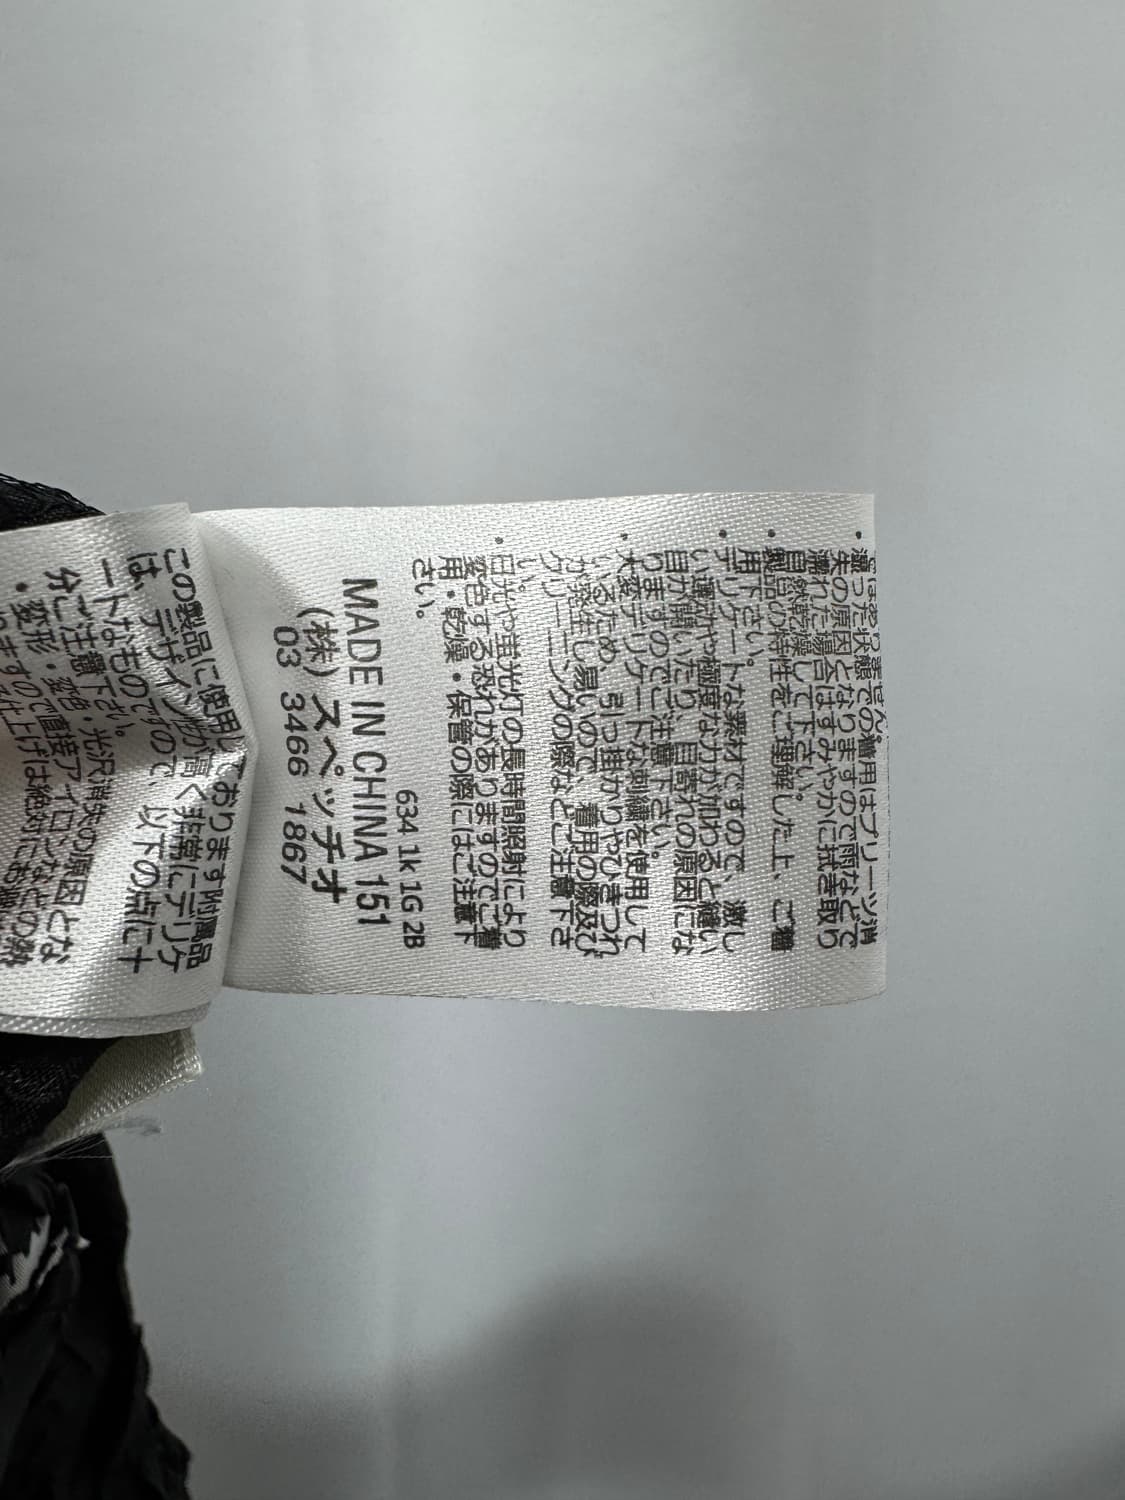 ・湿った状態での着用はプリーツ消
失の原因となりますので雨などで
濡れた場合はすみやかに拭き取り
自然乾燥して下さい。
・製品の特性をご理解した上、ご着
用下さい。
・デリケートな素材ですので、激し
い運動や極度な力が加わると縫い
目が開いたり、目寄れの原因にな
りますのでご注意下さい。
・大変デリケートな刺繍を使用して
いるため、引っ掛かりやひきつれ
が発生し易いので、着用の際及び
クリーニングの際などご注意下さ
い。
・日光や蛍光灯の長時間照射により
変色する恐れがありますのでご着
用・乾燥・保管の際にはご注意下
さい。
634 1k 1G 2B
MADE IN CHINA 151
(株)スペッチオ
03 3466 1867
この製品に使用しております附属品
は、デザイン物が高く非常にデリケ
ートなものですので、以下の点に十
分ご注意下さい。
・変形・変色・光沢消失の原因とな